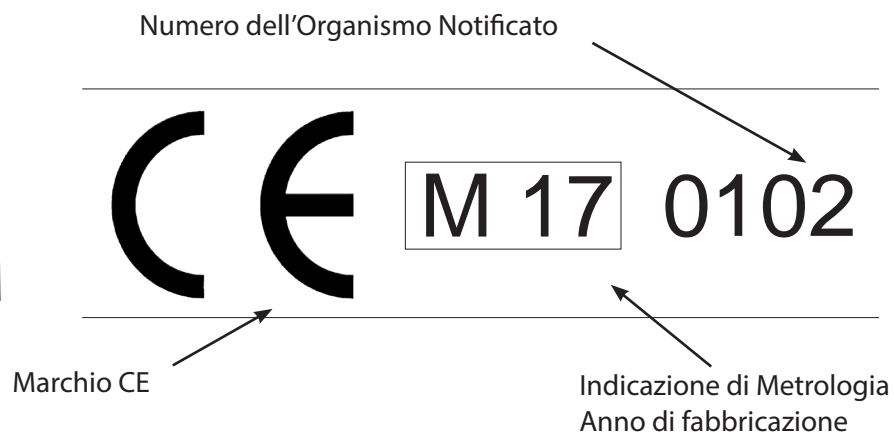 Numero dell’Organismo Notificato
CE M 17 0102
Marchio CE
Indicazione di Metrologia
Anno di fabbricazione